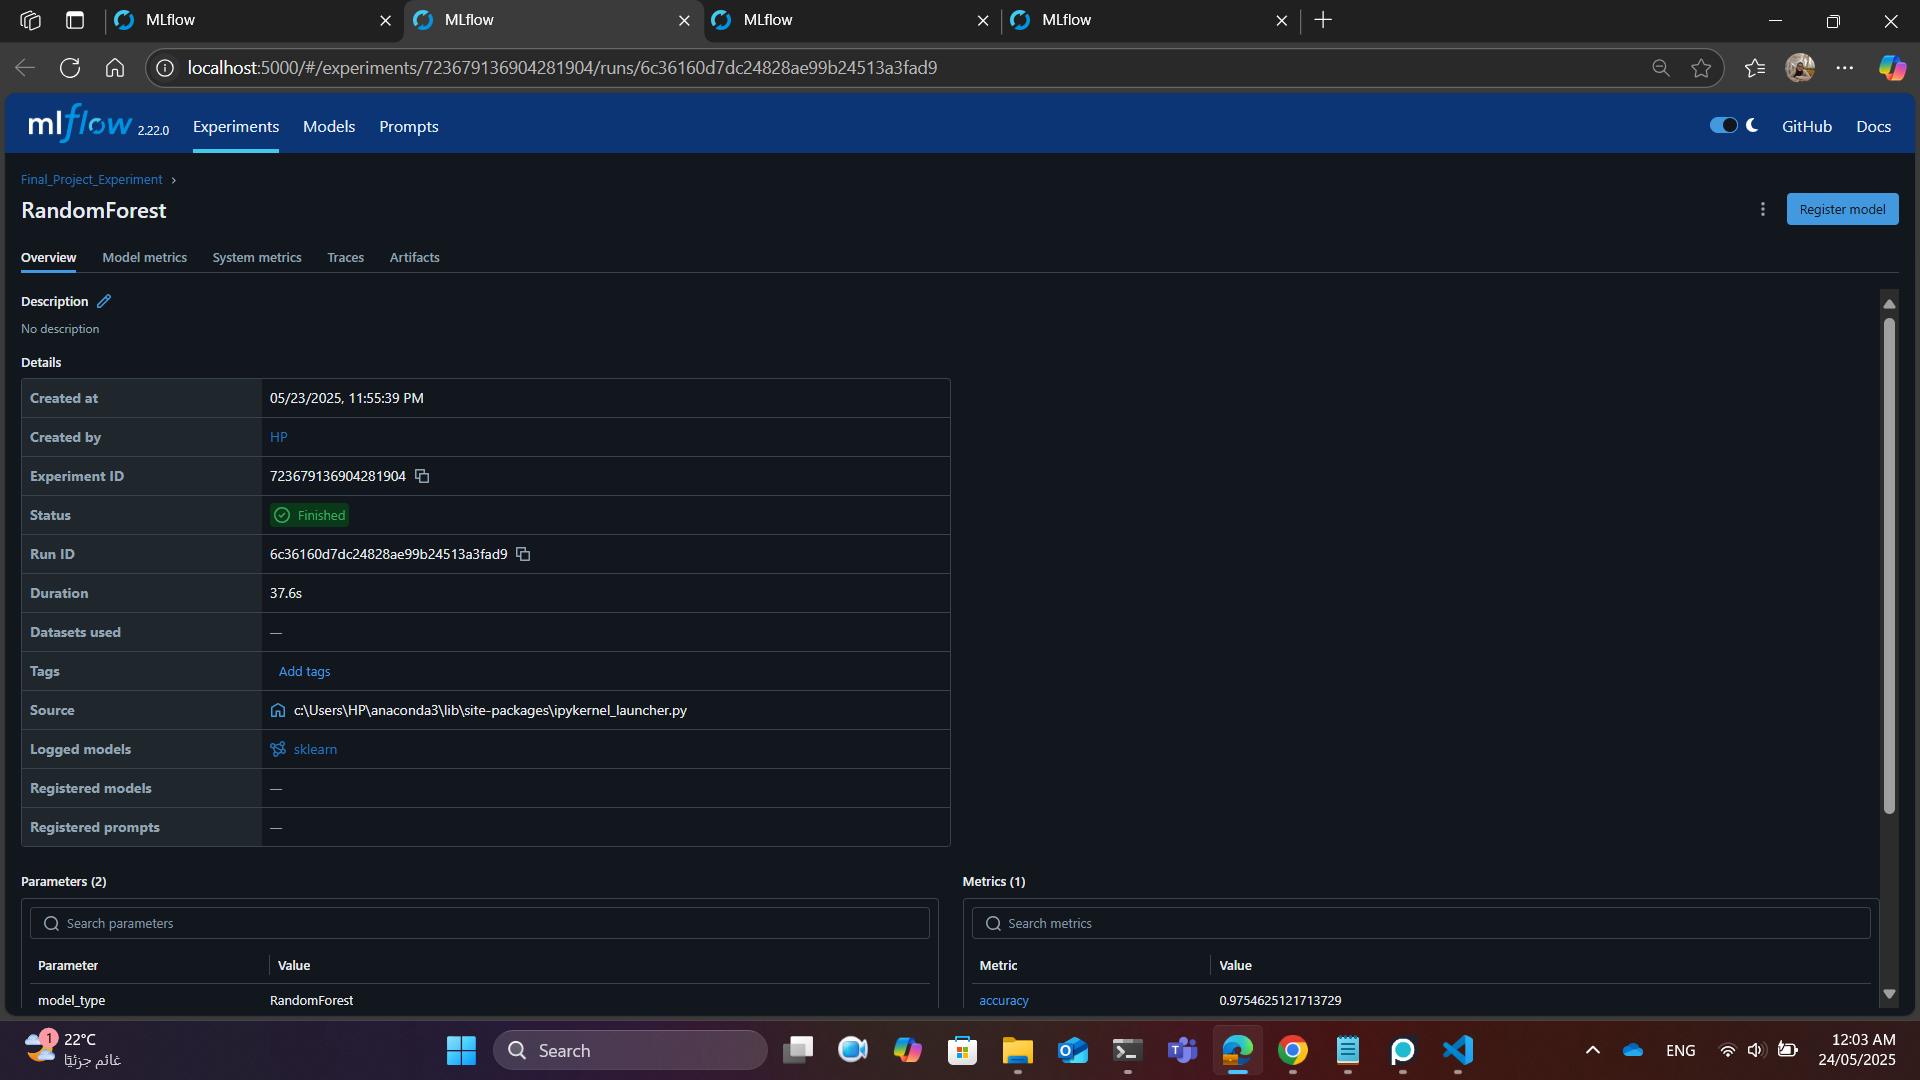 MLflow
MLflow
MLflow
MLflow
localhost:5000/#/experiments/723679136904281904/runs/6c36160d7dc24828ae99b24513a3fad9
mlflow 2.22.0
Experiments
Models
Prompts
GitHub
Docs
Final_Project_Experiment
RandomForest
Register model
Overview
Model metrics
System metrics
Traces
Artifacts
Description
No description
Details
Created at 05/23/2025, 11:55:39 PM
Created by HP
Experiment ID 723679136904281904
Status Finished
Run ID 6c36160d7dc24828ae99b24513a3fad9
Duration 37.6s
Datasets used —
Tags Add tags
Source c:\Users\HP\anaconda3\lib\site-packages\ipykernel_launcher.py
Logged models sklearn
Registered models —
Registered prompts —
Parameters (2)
Search parameters
Parameter Value
model_type RandomForest
Metrics (1)
Search metrics
Metric Value
accuracy 0.9754625121713729
1
22°C
غائم جزئيًا
Search
ENG
12:03 AM
24/05/2025